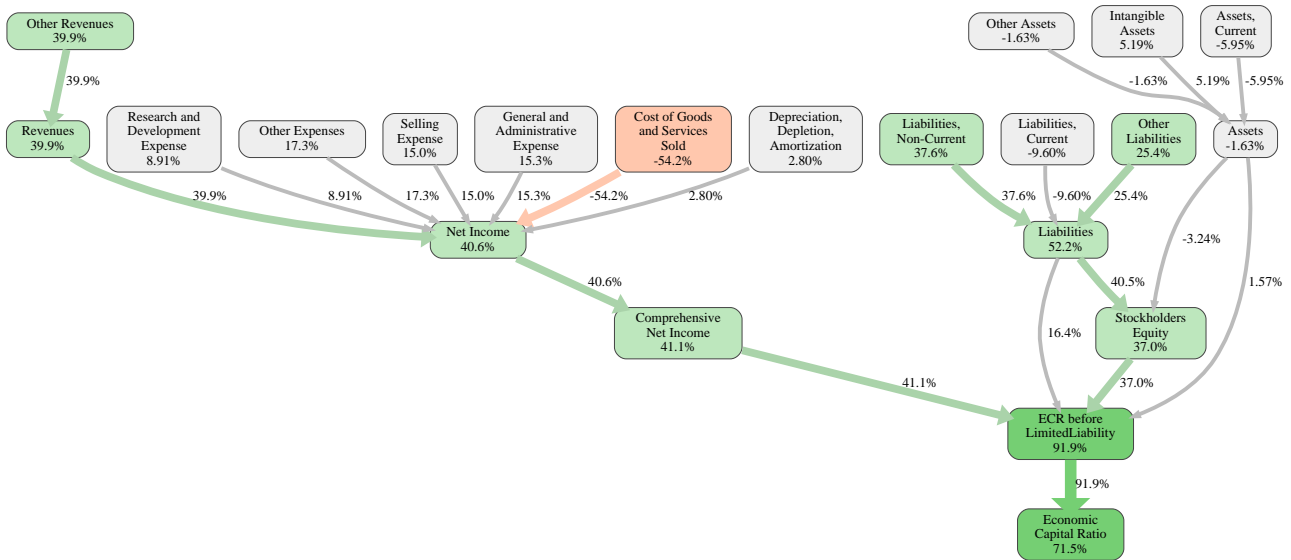 Other Revenues
39.9%
Other Assets
-1.63%
Intangible
Assets
5.19%
Assets,
Current
-5.95%
39.9%
-1.63%
5.19%
-5.95%
Revenues
39.9%
Research and
Development
Expense
8.91%
Other Expenses
17.3%
Selling
Expense
15.0%
General and
Administrative
Expense
15.3%
Cost of Goods
and Services
Sold
-54.2%
Depreciation,
Depletion,
Amortization
2.80%
Liabilities,
Non-Current
37.6%
Liabilities,
Current
-9.60%
Other
Liabilities
25.4%
Assets
-1.63%
39.9%
8.91%
17.3%
15.0%
15.3%
-54.2%
2.80%
37.6%
-9.60%
25.4%
Net Income
40.6%
Liabilities
52.2%
-3.24%
40.6%
40.5%
1.57%
Comprehensive
Net Income
41.1%
16.4%
Stockholders
Equity
37.0%
41.1%
37.0%
ECR before
LimitedLiability
91.9%
91.9%
Economic
Capital Ratio
71.5%